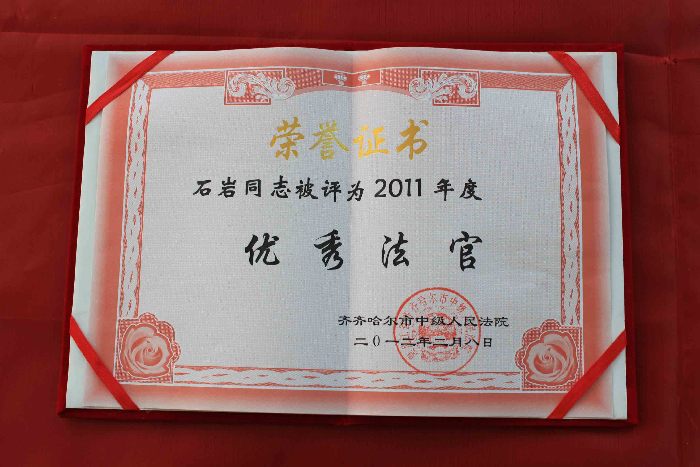 荣誉证书
石岩同志被评为2011年度
优秀法官
齐齐哈尔市中级人民法院
二〇一二年二月八日